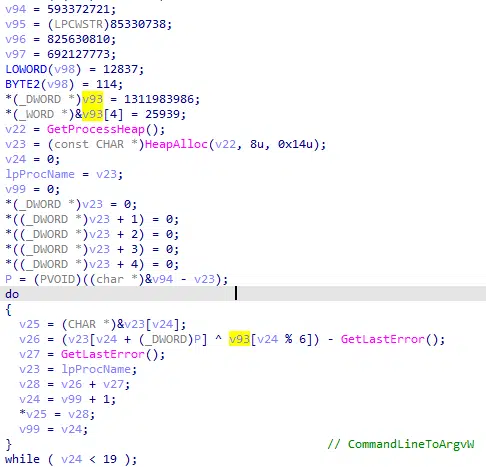 v94 = 593372721;
v95 = (LPCWSTR)85330738;
v96 = 825630810;
v97 = 692127773;
LOWORD(v98) = 12837;
BYTE2(v98) = 114;
*(_DWORD *)v93 = 1311983986;
*(_WORD *)&v93[4] = 25939;
v22 = GetProcessHeap();
v23 = (const CHAR *)HeapAlloc(v22, 8u, 0x14u);
v24 = 0;
lpProcName = v23;
v99 = 0;
*(_DWORD *)v23 = 0;
*((_DWORD *)v23 + 1) = 0;
*((_DWORD *)v23 + 2) = 0;
*((_DWORD *)v23 + 3) = 0;
*((_DWORD *)v23 + 4) = 0;
P = (PVOID)((char *)&v94 - v23);
do
{
v25 = (CHAR *)&v23[v24];
v26 = (v23[v24 + (_DWORD)P] ^ v93[v24 % 6]) - GetLastError();
v27 = GetLastError();
v23 = lpProcName;
v28 = v26 + v27;
v24 = v99 + 1;
*v25 = v28;
v99 = v24;
} // CommandLineToArgvW
while ( v24 < 19 );